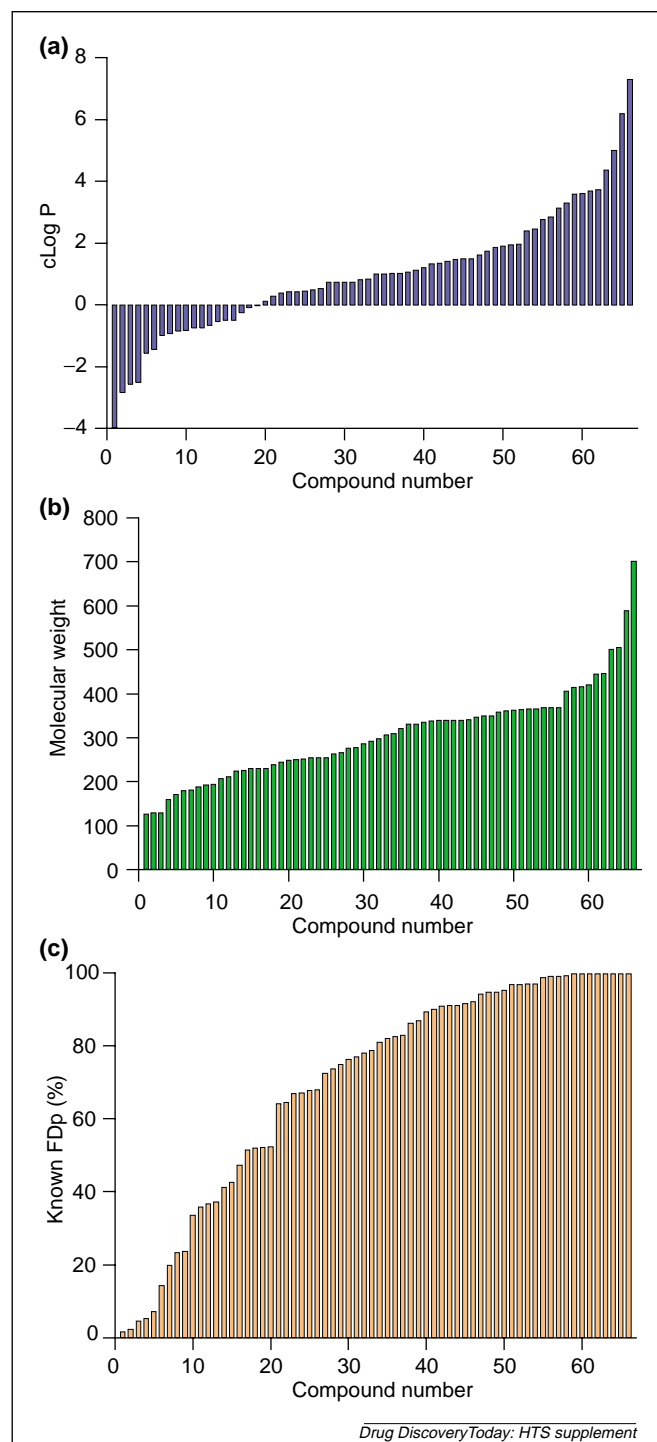 (a)
8
6
4
2
0
–2
–4
cLog P
0 10 20 30 40 50 60
Compound number
(b)
800
700
600
500
400
300
200
100
0
Molecular weight
0 10 20 30 40 50 60
Compound number
(c)
100
80
60
40
20
0
Known FDp (%)
0 10 20 30 40 50 60
Compound number
Drug DiscoveryToday: HTS supplement